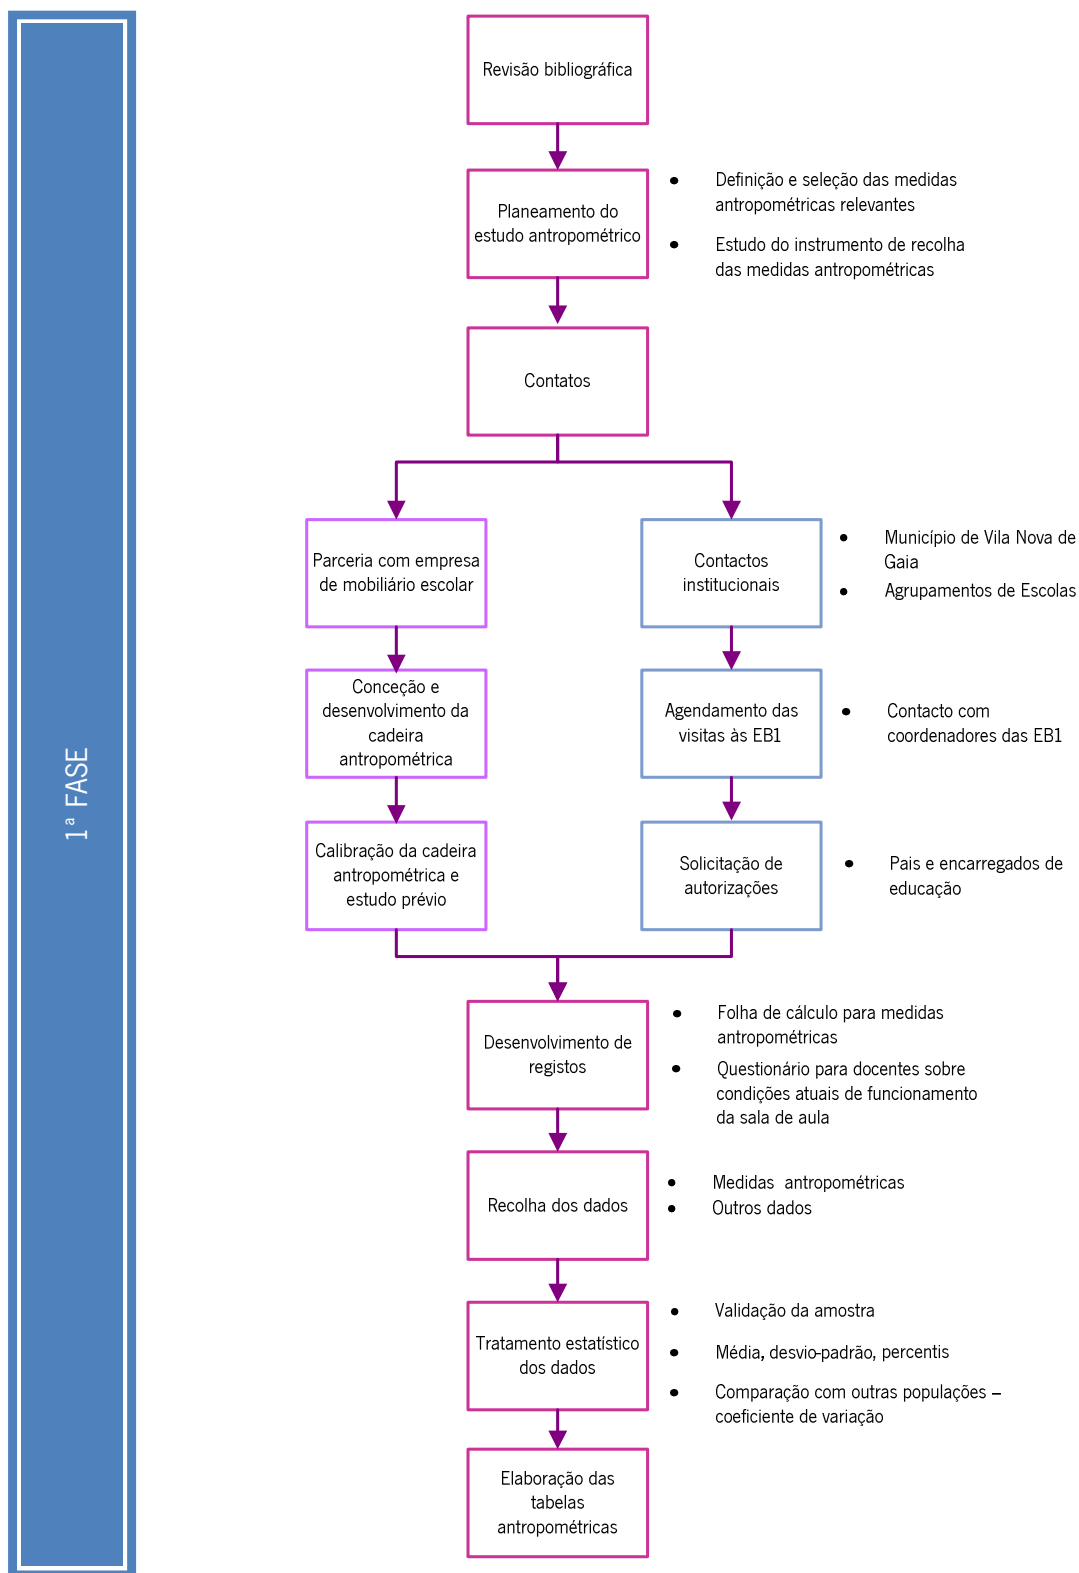 1ª FASE
Revisão bibliográfica
Planeamento do
estudo antropométrico
• Definição e seleção das medidas
antropométricas relevantes
• Estudo do instrumento de recolha
das medidas antropométricas
Contatos
Parceria com empresa
de mobiliário escolar
Contactos
institucionais
• Município de Vila Nova de
Gaia
• Agrupamentos de Escolas
Conceção e
desenvolvimento da
cadeira
antropométrica
Agendamento das
visitas às EB1
• Contacto com
coordenadores das EB1
Calibração da cadeira
antropométrica e
estudo prévio
Solicitação de
autorizações
• Pais e encarregados de
educação
Desenvolvimento de
registos
• Folha de cálculo para medidas
antropométricas
• Questionário para docentes sobre
condições atuais de funcionamento
da sala de aula
Recolha dos dados
• Medidas antropométricas
• Outros dados
Tratamento estatístico
dos dados
• Validação da amostra
• Média, desvio-padrão, percentis
• Comparação com outras populações –
coeficiente de variação
Elaboração das
tabelas
antropométricas